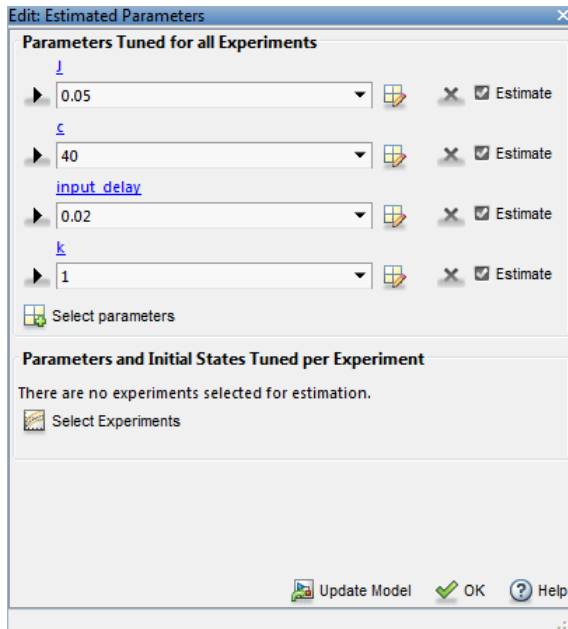 Edit: Estimated Parameters
Parameters Tuned for all Experiments
J
0.05 Estimate
c
40 Estimate
input_delay
0.02 Estimate
k
1 Estimate
Select parameters
Parameters and Initial States Tuned per Experiment
There are no experiments selected for estimation.
Select Experiments
Update Model OK Help